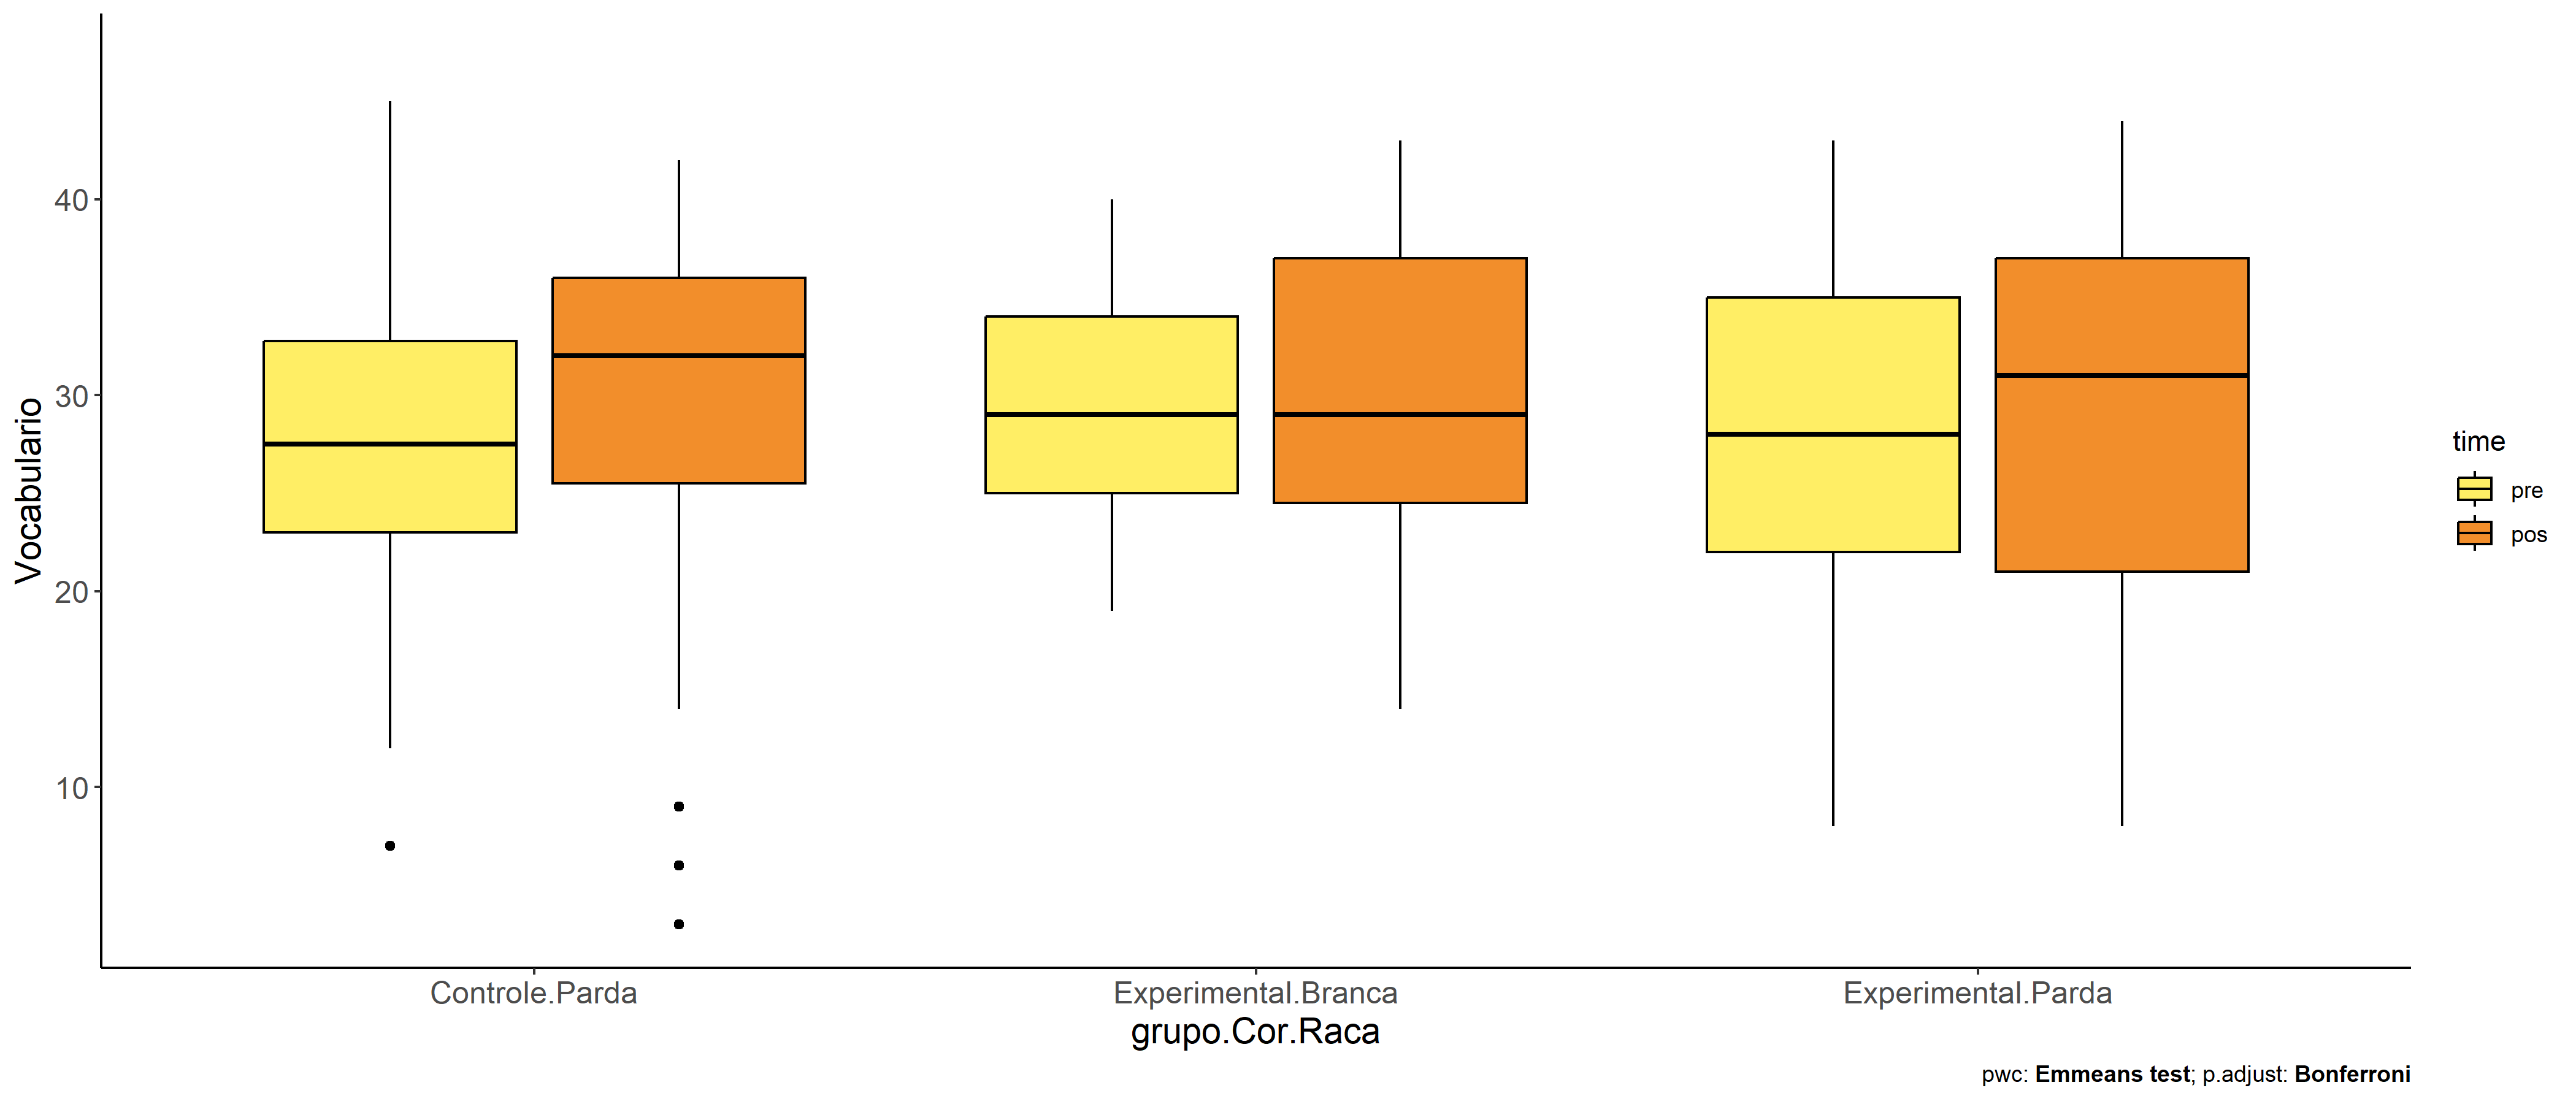 Vocabulario
40
30
20
10
Controle.Parda
Experimental.Branca
Experimental.Parda
grupo.Cor.Raca
time
pre
pos
pwc: Emmeans test; p.adjust: Bonferroni